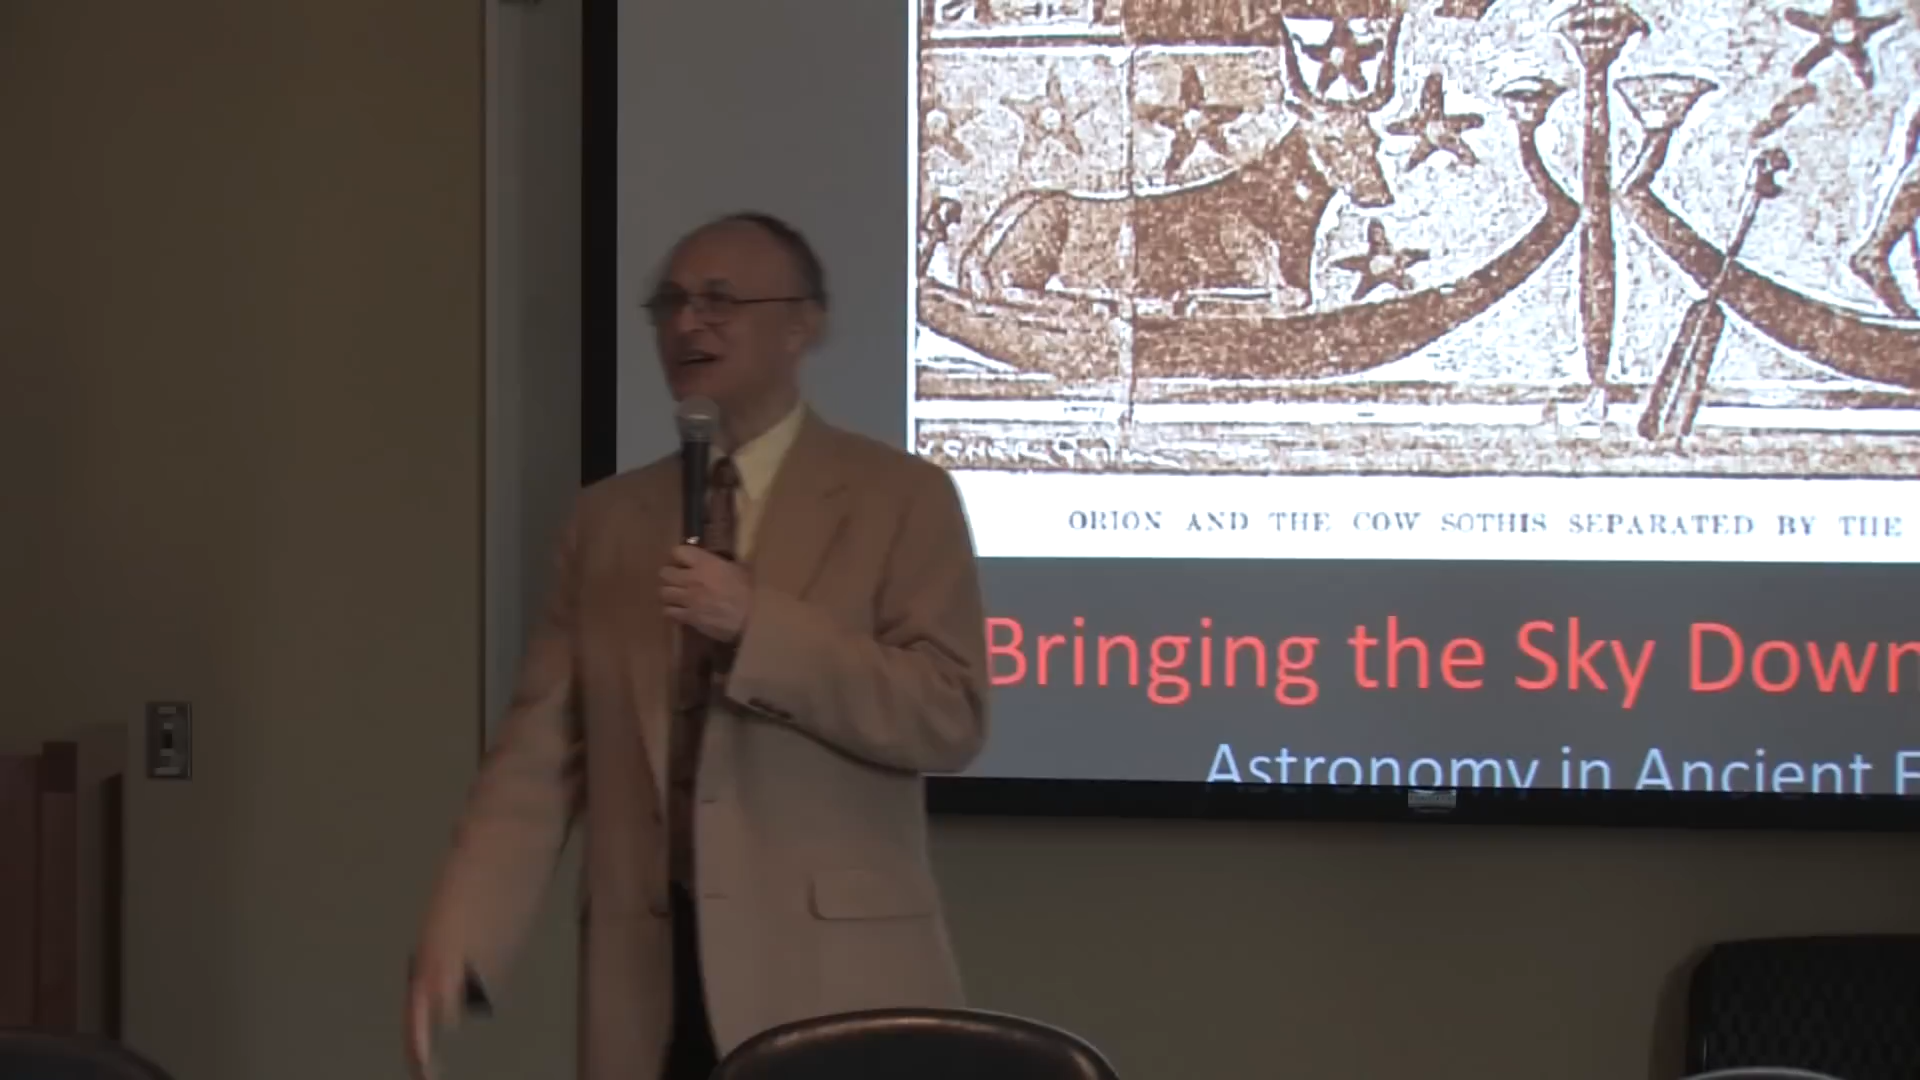 ORION AND THE COW SOTHIS SEPARATED BY THE
Bringing the Sky Down
Astronomy in Ancient